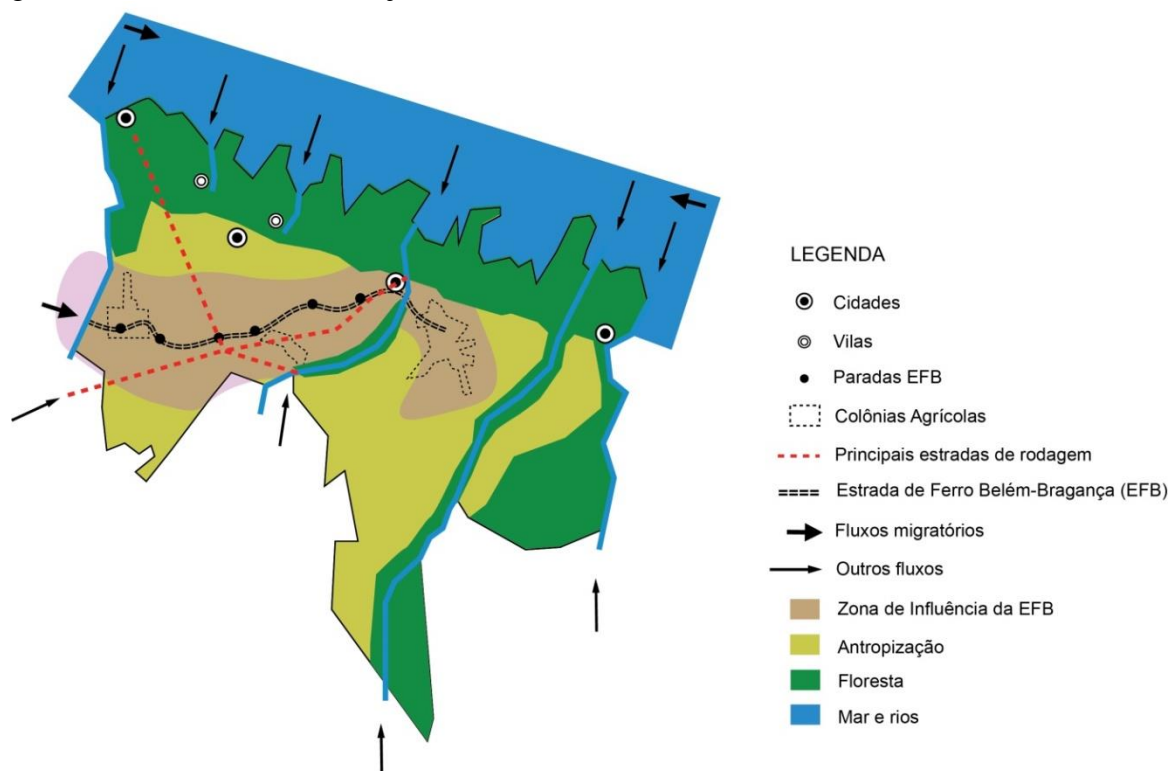 LEGENDA
Cidades
Vilas
Paradas EFB
Colônias Agrícolas
Principais estradas de rodagem
Estrada de Ferro Belém-Bragança (EFB)
Fluxos migratórios
Outros fluxos
Zona de Influência da EFB
Antropização
Floresta
Mar e rios